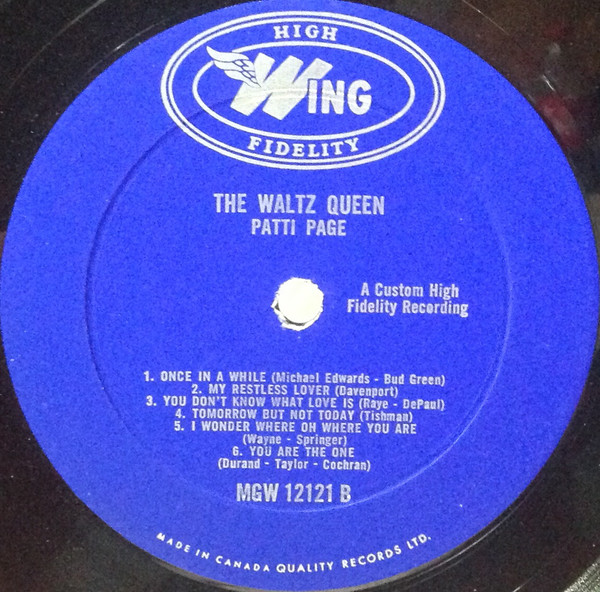 HIGH
WING
FIDELITY
THE WALTZ QUEEN
PATTI PAGE
A Custom High
Fidelity Recording
1. ONCE IN A WHILE (Michael Edwards - Bud Green)
2. MY RESTLESS LOVER (Davenport)
3. YOU DON'T KNOW WHAT LOVE IS (Raye - DePaul)
4. TOMORROW BUT NOT TODAY (Tishman)
5. I WONDER WHERE OH WHERE YOU ARE
(Wayne - Springer)
6. YOU ARE THE ONE
(Durand - Taylor - Cochran)
MGW 12121 B
MADE IN CANADA QUALITY RECORDS LTD.